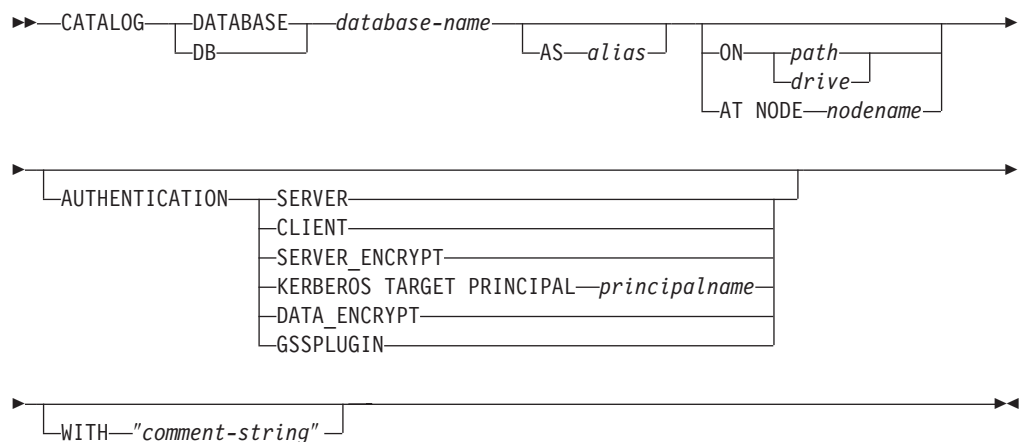 CATALOG DATABASE database-name
DB AS alias ON path
drive
AT NODE nodename
AUTHENTICATION SERVER
CLIENT
SERVER_ENCRYPT
KERBEROS TARGET PRINCIPAL principalname
DATA_ENCRYPT
GSSPLUGIN
WITH "comment-string"